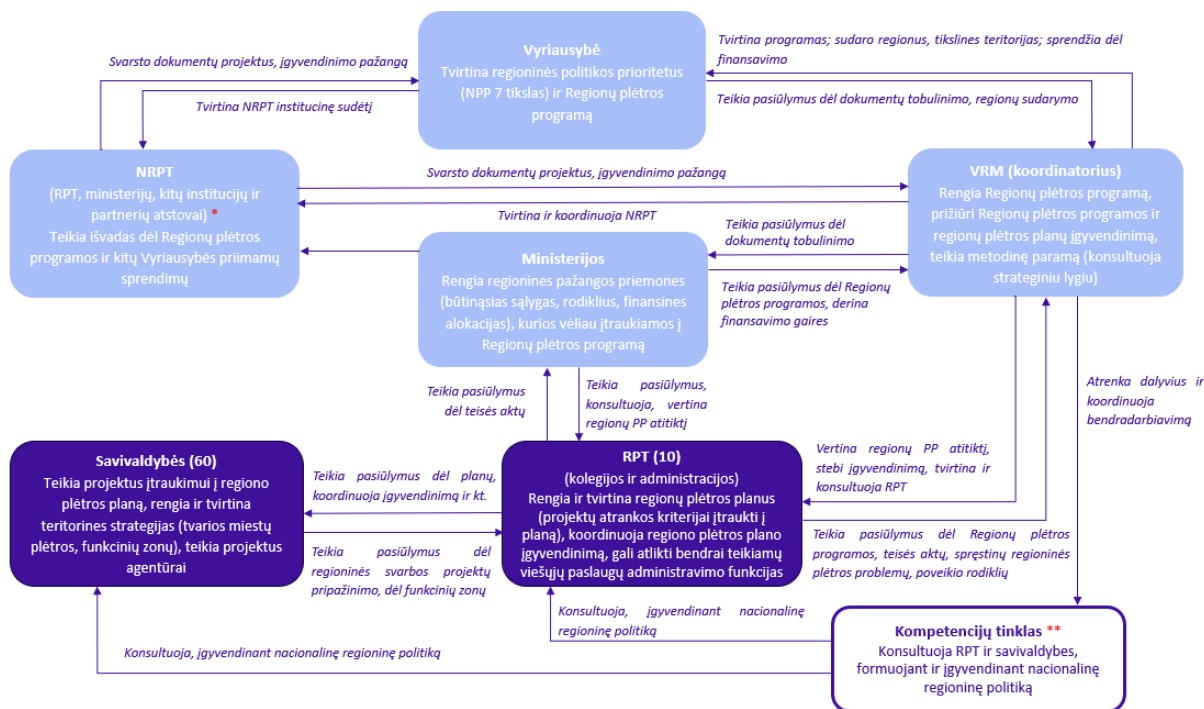 Vyriausybė
Tvirtina regioninės politikos prioritetus
(NPP 7 tikslas) ir Regionų plėtros
programą
Svarsto dokumentų projektus, įgyvendinimo pažangą
Tvirtina NRPT institucinę sudėtį
Tvirtina programas; sudaro regionus, tikslines teritorijas; sprendžia dėl
finansavimo
Teikia pasiūlymus dėl dokumentų tobulinimo, regionų sudarymo
NRPT
(RPT, ministerijų, kitų institucijų ir
partnerių atstovai) *
Teikia išvadas dėl Regionų plėtros
programos ir kitų Vyriausybės priimamų
sprendimų
Svarsto dokumentų projektus, įgyvendinimo pažangą
Tvirtina ir koordinuoja NRPT
VRM (koordinatorius)
Rengia Regionų plėtros programą,
prižiūri Regionų plėtros programos ir
regionų plėtros planų įgyvendinimą,
teikia metodinę paramą (konsultuoja
strateginiu lygiu)
Ministerijos
Rengia regionines pažangos priemones
(būtinąsias sąlygas, rodiklius, finansines
alokacijas), kurios vėliau įtraukiamos į
Regionų plėtros programą
Teikia pasiūlymus dėl
dokumentų tobulinimo
Teikia pasiūlymus dėl Regionų
plėtros programos, derina
finansavimo gaires
Teikia pasiūlymus
dėl teisės aktų
Teikia pasiūlymus,
konsultuoja, vertina
regionų PP atitiktį
Atrenka dalyvius ir
koordinuoja
bendradarbiavimą
Savivaldybės (60)
Teikia projektus įtraukimui į regiono
plėtros planą, rengia ir tvirtina
teritorines strategijas (tvarios miestų
plėtros, funkcinių zonų), teikia projektus
agentūrai
Teikia pasiūlymus dėl planų,
koordinuoja įgyvendinimą ir kt.
Teikia pasiūlymus dėl
regioninės svarbos projektų
pripažinimo, dėl funkcinių zonų
RPT (10)
(kolegijos ir administracijos)
Rengia ir tvirtina regionų plėtros planus
(projektų atrankos kriterijai įtraukti į
planą), koordinuoja regiono plėtros plano
įgyvendinimą, gali atlikti bendrai teikiamų
viešųjų paslaugų administravimo funkcijas
Vertina regionų PP atitiktį,
stebi įgyvendinimą, tvirtina ir
konsultuoja RPT
Teikia pasiūlymus dėl Regionų plėtros
programos, teisės aktų, spręstinų regioninės
plėtros problemų, poveikio rodiklių
Konsultuoja, įgyvendinant nacionalinę
regioninę politiką
Konsultuoja, įgyvendinant nacionalinę regioninę politiką
Kompetencijų tinklas **
Konsultuoja RPT ir savivaldybes,
formuojant ir įgyvendinant nacionalinę
regioninę politiką